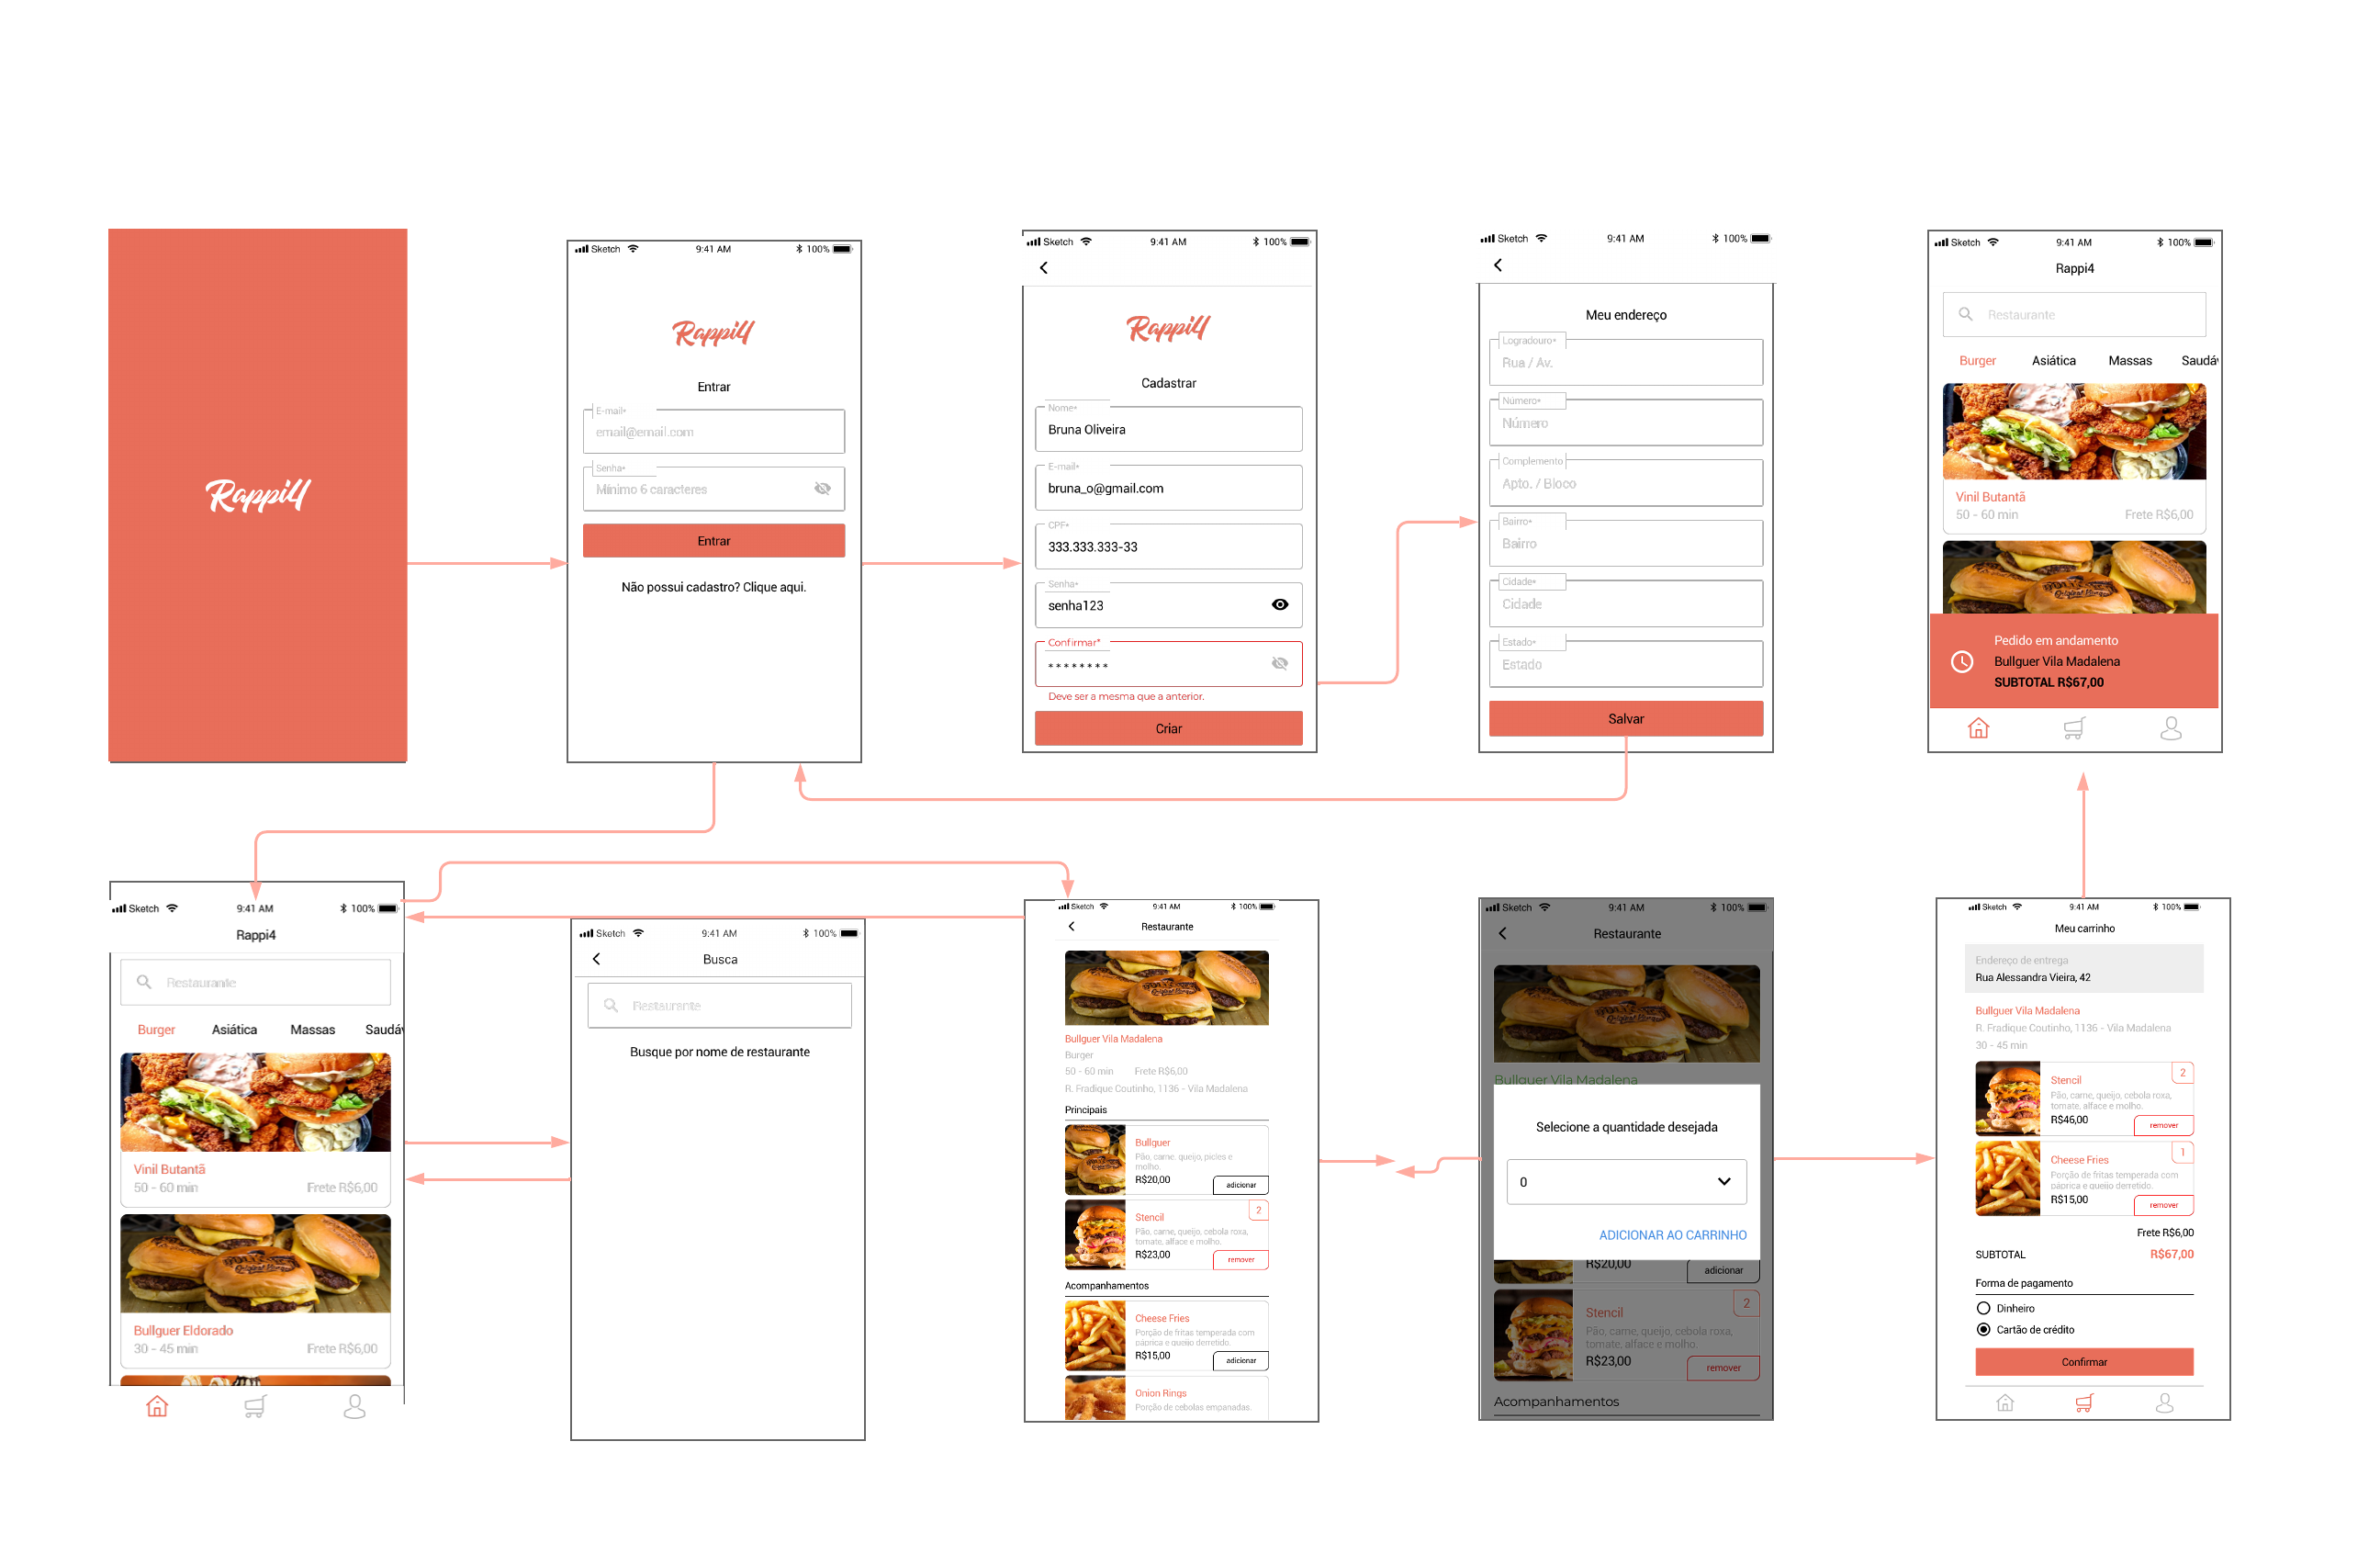 Rappi4
Sketch 9:41 AM 100%
Rappi4
Entrar
E-mail*
email@email.com
Senha*
Mínimo 6 caracteres
Entrar
Não possui cadastro? Clique aqui.
Sketch 9:41 AM 100%
Rappi4
Cadastrar
Nome*
Bruna Oliveira
E-mail*
bruna_o@gmail.com
CPF*
333.333.333-33
Senha*
senha123
Confirmar*
********
Deve ser a mesma que a anterior.
Criar
Sketch 9:41 AM 100%
Meu endereço
Logradouro*
Rua / Av.
Número*
Número
Complemento
Apto. / Bloco
Bairro*
Bairro
Cidade*
Cidade
Estado*
Estado
Salvar
Sketch 9:41 AM 100%
Rappi4
Restaurante
Burger Asiática Massas Saudáv
Vinil Butantã
50 - 60 min Frete R$6,00
Original Burger
Pedido em andamento
Bullguer Vila Madalena
SUBTOTAL R$67,00
Sketch 9:41 AM 100%
Rappi4
Restaurante
Burger Asiática Massas Saudáv
Vinil Butantã
50 - 60 min Frete R$6,00
Bullguer Eldorado
30 - 45 min Frete R$6,00
Sketch 9:41 AM 100%
Busca
Restaurante
Busque por nome de restaurante
Sketch 9:41 AM 100%
Restaurante
Bullguer Vila Madalena
Burger
50 - 60 min Frete R$6,00
R. Fradique Coutinho, 1136 - Vila Madalena
Principais
Bullguer
Pão, carne, queijo, picles e
molho.
R$20,00 adicionar
Stencil 2
Pão, carne, queijo, cebola roxa,
tomate, alface e molho.
R$23,00 remover
Acompanhamentos
Cheese Fries
Porção de fritas temperada com
páprica e queijo derretido.
R$15,00 adicionar
Onion Rings
Porção de cebolas empanadas.
Sketch 9:41 AM 100%
Restaurante
Bullguer Vila Madalena
Selecione a quantidade desejada
0
ADICIONAR AO CARRINHO
R$20,00 adicionar
Stencil 2
Pão, carne, queijo, cebola roxa,
tomate, alface e molho.
R$23,00 remover
Acompanhamentos
Sketch 9:41 AM 100%
Meu carrinho
Endereço de entrega
Rua Alessandra Vieira, 42
Bullguer Vila Madalena
R. Fradique Coutinho, 1136 - Vila Madalena
30 - 45 min
Stencil 2
Pão, carne, queijo, cebola roxa,
tomate, alface e molho.
R$46,00 remover
Cheese Fries 1
Porção de fritas temperada com
páprica e queijo derretido.
R$15,00 remover
Frete R$6,00
SUBTOTAL R$67,00
Forma de pagamento
Dinheiro
Cartão de crédito
Confirmar